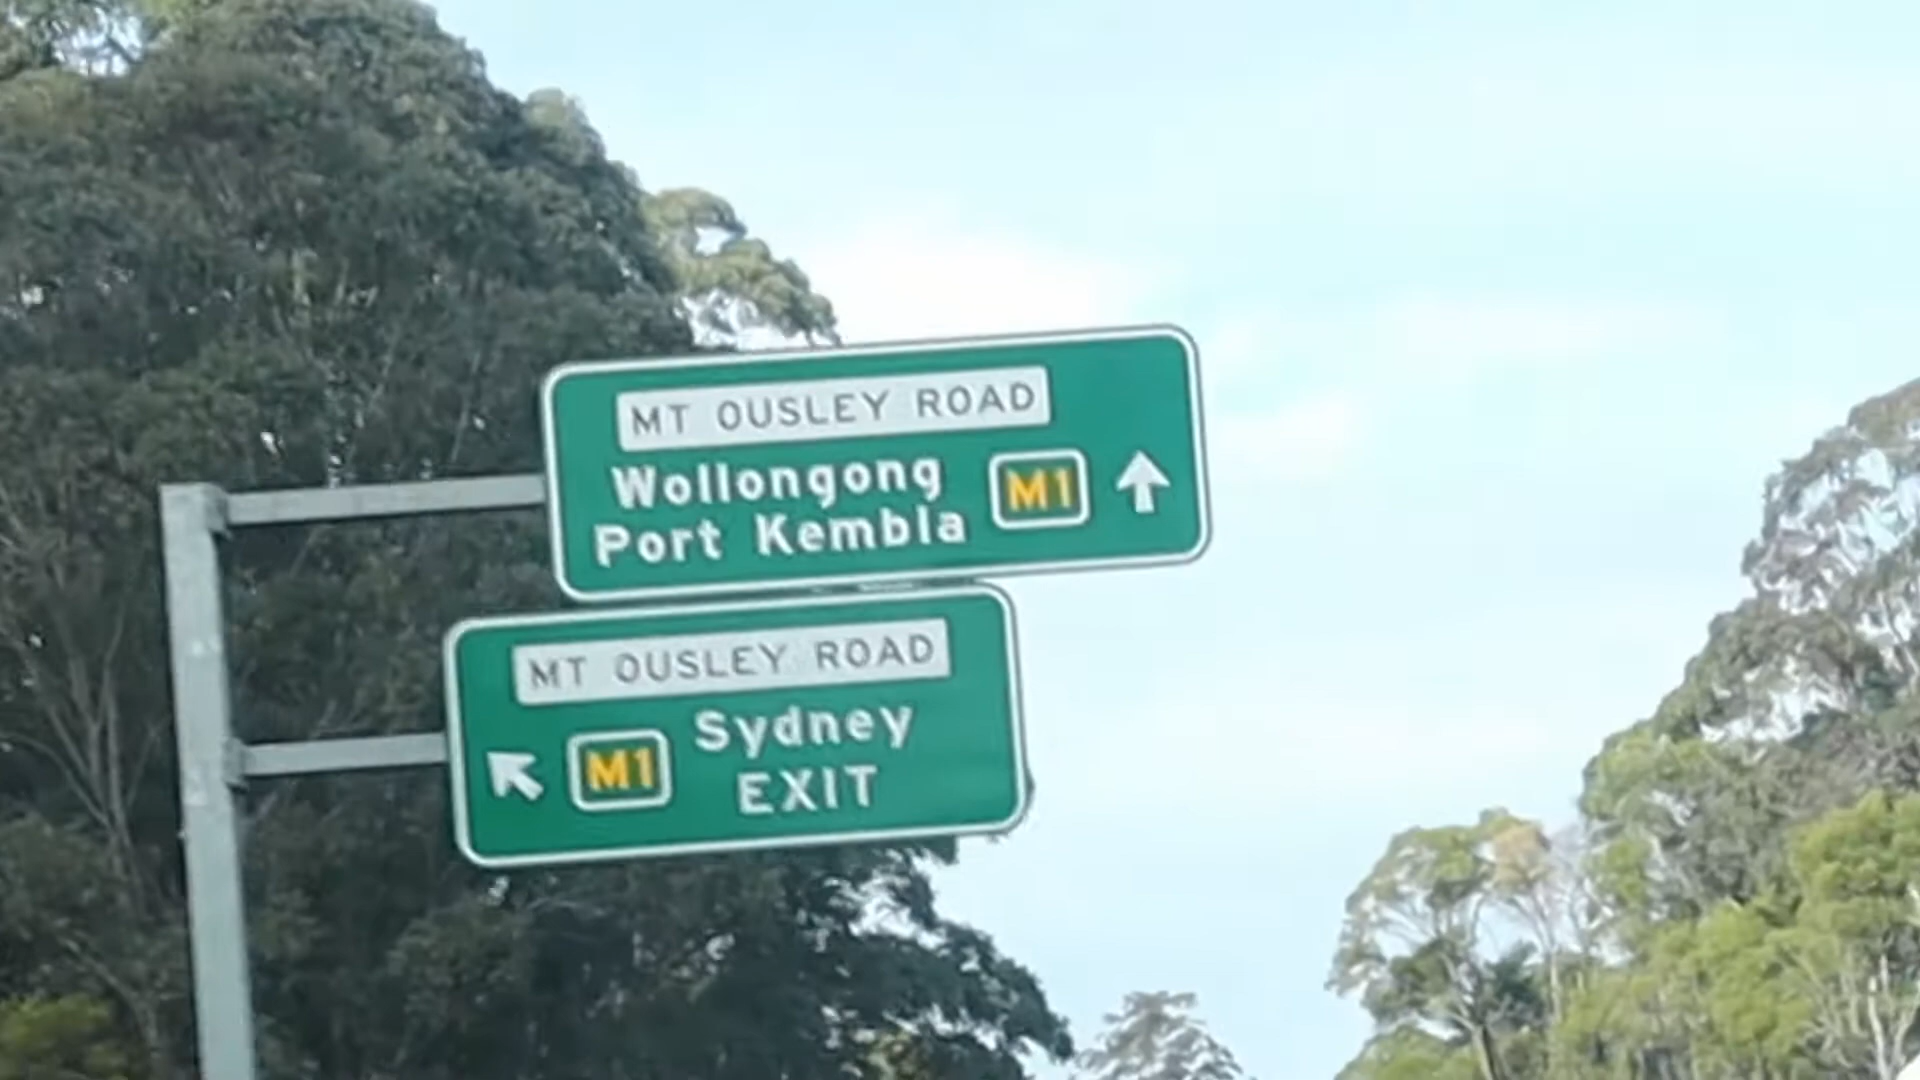 MT OUSLEY ROAD
Wollongong
Port Kembla
M1
MT OUSLEY ROAD
M1
Sydney
EXIT